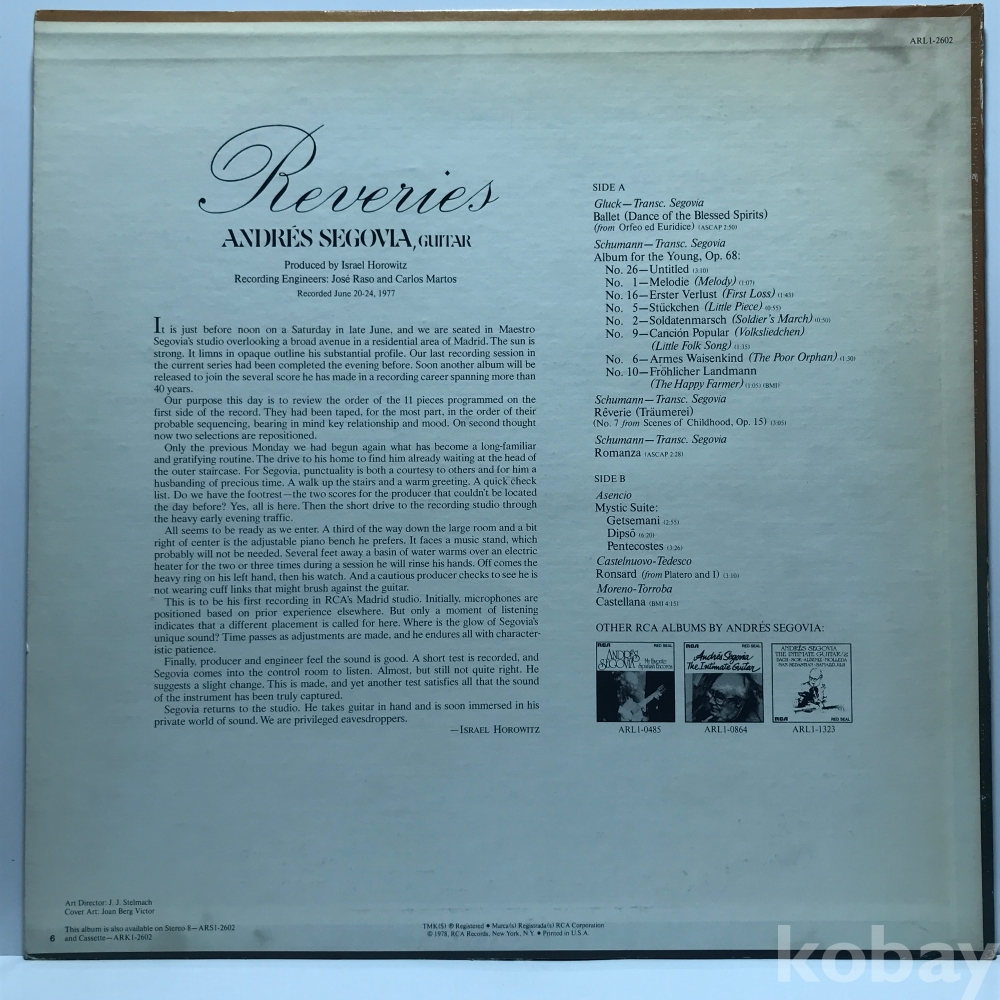 ARL1-2602
Reveries
ANDRÉS SEGOVIA, GUITAR
Produced by Israel Horowitz
Recording Engineers: José Raso and Carlos Martos
Recorded June 20-24, 1977
It is just before noon on a Saturday in late June, and we are seated in Maestro
Segovia's studio overlooking a broad avenue in a residential area of Madrid. The sun is
strong. It limns in opaque outline his substantial profile. Our last recording session in
the current series had been completed the evening before. Soon another album will be
released to join the several score he has made in a recording career spanning more than
40 years.
Our purpose this day is to review the order of the 11 pieces programmed on the
first side of the record. They had been taped, for the most part, in the order of their
probable sequencing, bearing in mind key relationship and mood. On second thought
now two selections are repositioned.
Only the previous Monday we had begun again what has become a long-familiar
and gratifying routine. The drive to his home to find him already waiting at the head of
the outer staircase. For Segovia, punctuality is both a courtesy to others and for him a
husbanding of precious time. A walk up the stairs and a warm greeting. A quick check
list. Do we have the footrest—the two scores for the producer that couldn't be located
the day before? Yes, all is here. Then the short drive to the recording studio through
the heavy early evening traffic.
All seems to be ready as we enter. A third of the way down the large room and a bit
right of center is the adjustable piano bench he prefers. It faces a music stand, which
probably will not be needed. Several feet away a basin of water warms over an electric
heater for the two or three times during a session he will rinse his hands. Off comes the
heavy ring on his left hand, then his watch. And a cautious producer checks to see he is
not wearing cuff links that might brush against the guitar.
This is to be his first recording in RCA's Madrid studio. Initially, microphones are
positioned based on prior experience elsewhere. But only a moment of listening
indicates that a different placement is called for here. Where is the glow of Segovia's
unique sound? Time passes as adjustments are made, and he endures all with character-
istic patience.
Finally, producer and engineer feel the sound is good. A short test is recorded, and
Segovia comes into the control room to listen. Almost, but still not quite right. He
suggests a slight change. This is made, and yet another test satisfies all that the sound
of the instrument has been truly captured.
Segovia returns to the studio. He takes guitar in hand and is soon immersed in his
private world of sound. We are privileged eavesdroppers.
—ISRAEL HOROWITZ
SIDE A
Gluck—Transc. Segovia
Ballet (Dance of the Blessed Spirits)
(from Orfeo ed Euridice) (ASCAP 2:50)
Schumann—Transc. Segovia
Album for the Young, Op. 68:
No. 26—Untitled (3:10)
No. 1—Melodie (Melody) (1:07)
No. 16—Erster Verlust (First Loss) (1:45)
No. 5—Stückchen (Little Piece) (0:55)
No. 2—Soldatenmarsch (Soldier's March) (0:50)
No. 9—Canción Popular (Volksliedchen)
(Little Folk Song) (1:35)
No. 6—Armes Waisenkind (The Poor Orphan) (1:30)
No. 10—Fröhlicher Landmann
(The Happy Farmer) (1:05) (BMI)
Schumann—Transc. Segovia
Rêverie (Träumerei)
(No. 7 from Scenes of Childhood, Op. 15) (3:05)
Schumann—Transc. Segovia
Romanza (ASCAP 2:28)
SIDE B
Asencio
Mystic Suite:
Getsemani (2:55)
Dipsô (6:20)
Pentecostes (3:26)
Castelnuovo-Tedesco
Ronsard (from Platero and I) (3:10)
Moreno-Torroba
Castellana (BMI 4:15)
OTHER RCA ALBUMS BY ANDRÉS SEGOVIA:
RCA RED SEAL
ANDRÉS SEGOVIA
My Favorite Spanish Encores
RCA RED SEAL
Andrés Segovia
The Intimate Guitar
ANDRÉS SEGOVIA
THE INTIMATE GUITAR/2
RCA RED SEAL
ARL1-0485
ARL1-0864
ARL1-1323
Art Director: J. J. Stelmach
Cover Art: Joan Berg Victor
This album is also available on Stereo 8—ARS1-2602
6 and Cassette—ARK1-2602
TMK(S) ® Registered • Marca(s) Registrada(s) RCA Corporation
© 1978, RCA Records, New York, N.Y. • Printed in U.S.A.
kobay